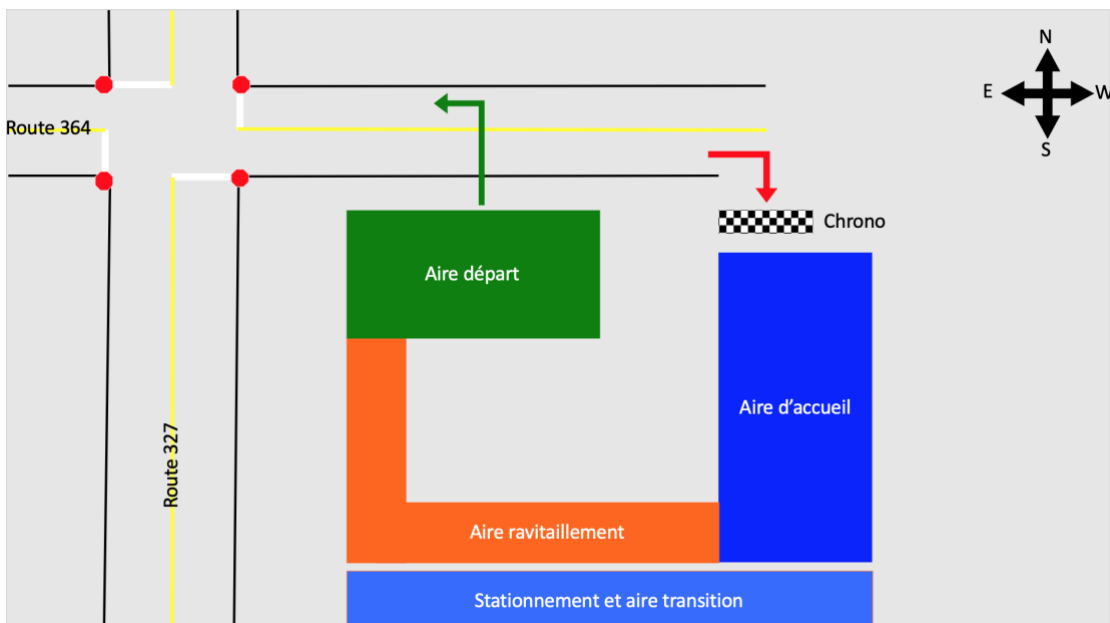 N
E
W
S
Route 364
Chrono
Aire départ
Aire d’accueil
Route 327
Aire ravitaillement
Stationnement et aire transition